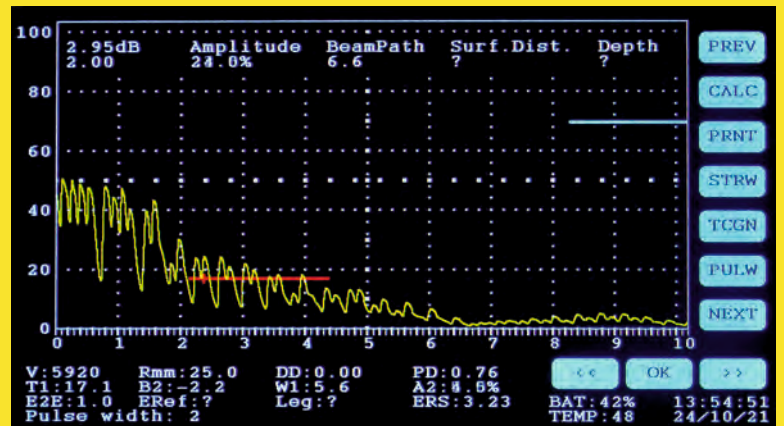 100 2.95dB Amplitude BeamPath Surf.Dist. Depth PREV
2.00 6.6 ? ?
80 CALC
PRNT
60
STRW
40 TCGN
20 PULW
NEXT
0
0 1 2 3 4 5 6 7 8 9 10
V:5920 Rmm:25.0 DD:0.00 PD:0.76 << OK >>
T1:17.1 B2:-2.2 W1:5.6 A2:
E2E:1.0 ERef:? Leg:? ERS:3.23 BAT:42% 13:54:51
Pulse width: 2 TEMP:48 24/10/21